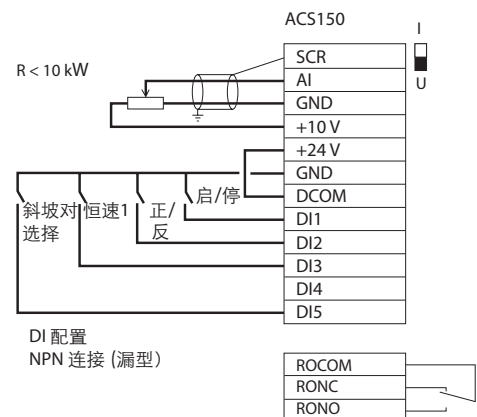 ACS150
I
U
R < 10 kW
SCR
AI
GND
+10 V
+24 V
GND
DCOM
DI1
DI2
DI3
DI4
DI5
斜坡对
选择
恒速1
正/
反
启/停
DI 配置
NPN 连接 (漏型）
ROCOM
RONC
RONO